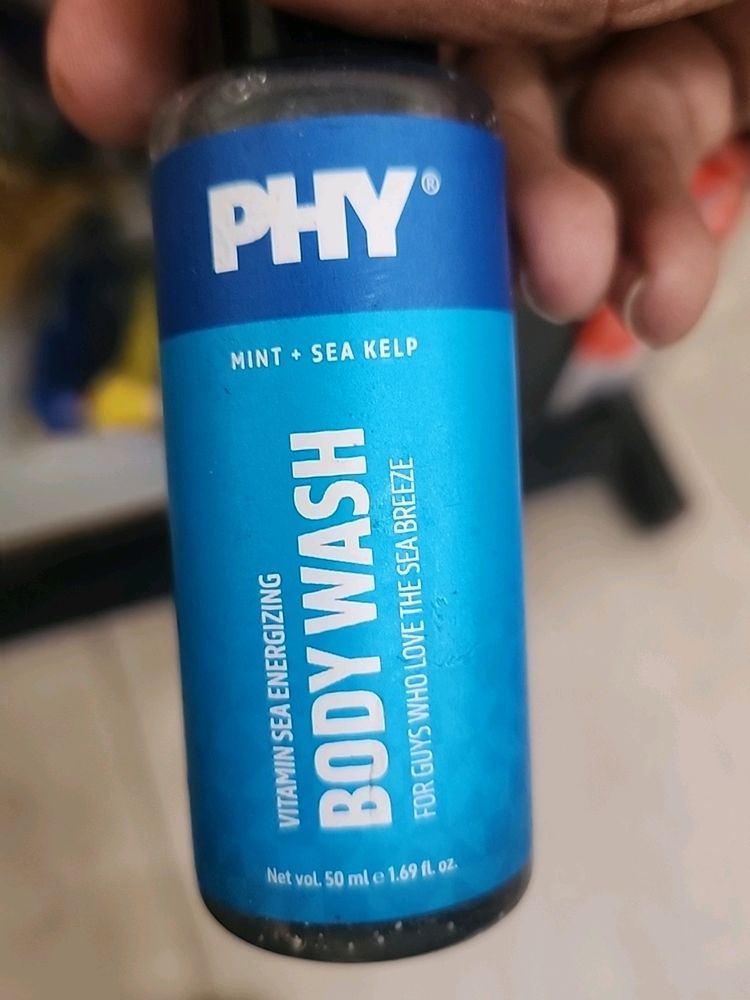 PHY®
MINT + SEA KELP
VITAMIN SEA ENERGIZING
BODY WASH
FOR GUYS WHO LOVE THE SEA BREEZE
Net vol. 50 ml ℮ 1.69 fl. oz.